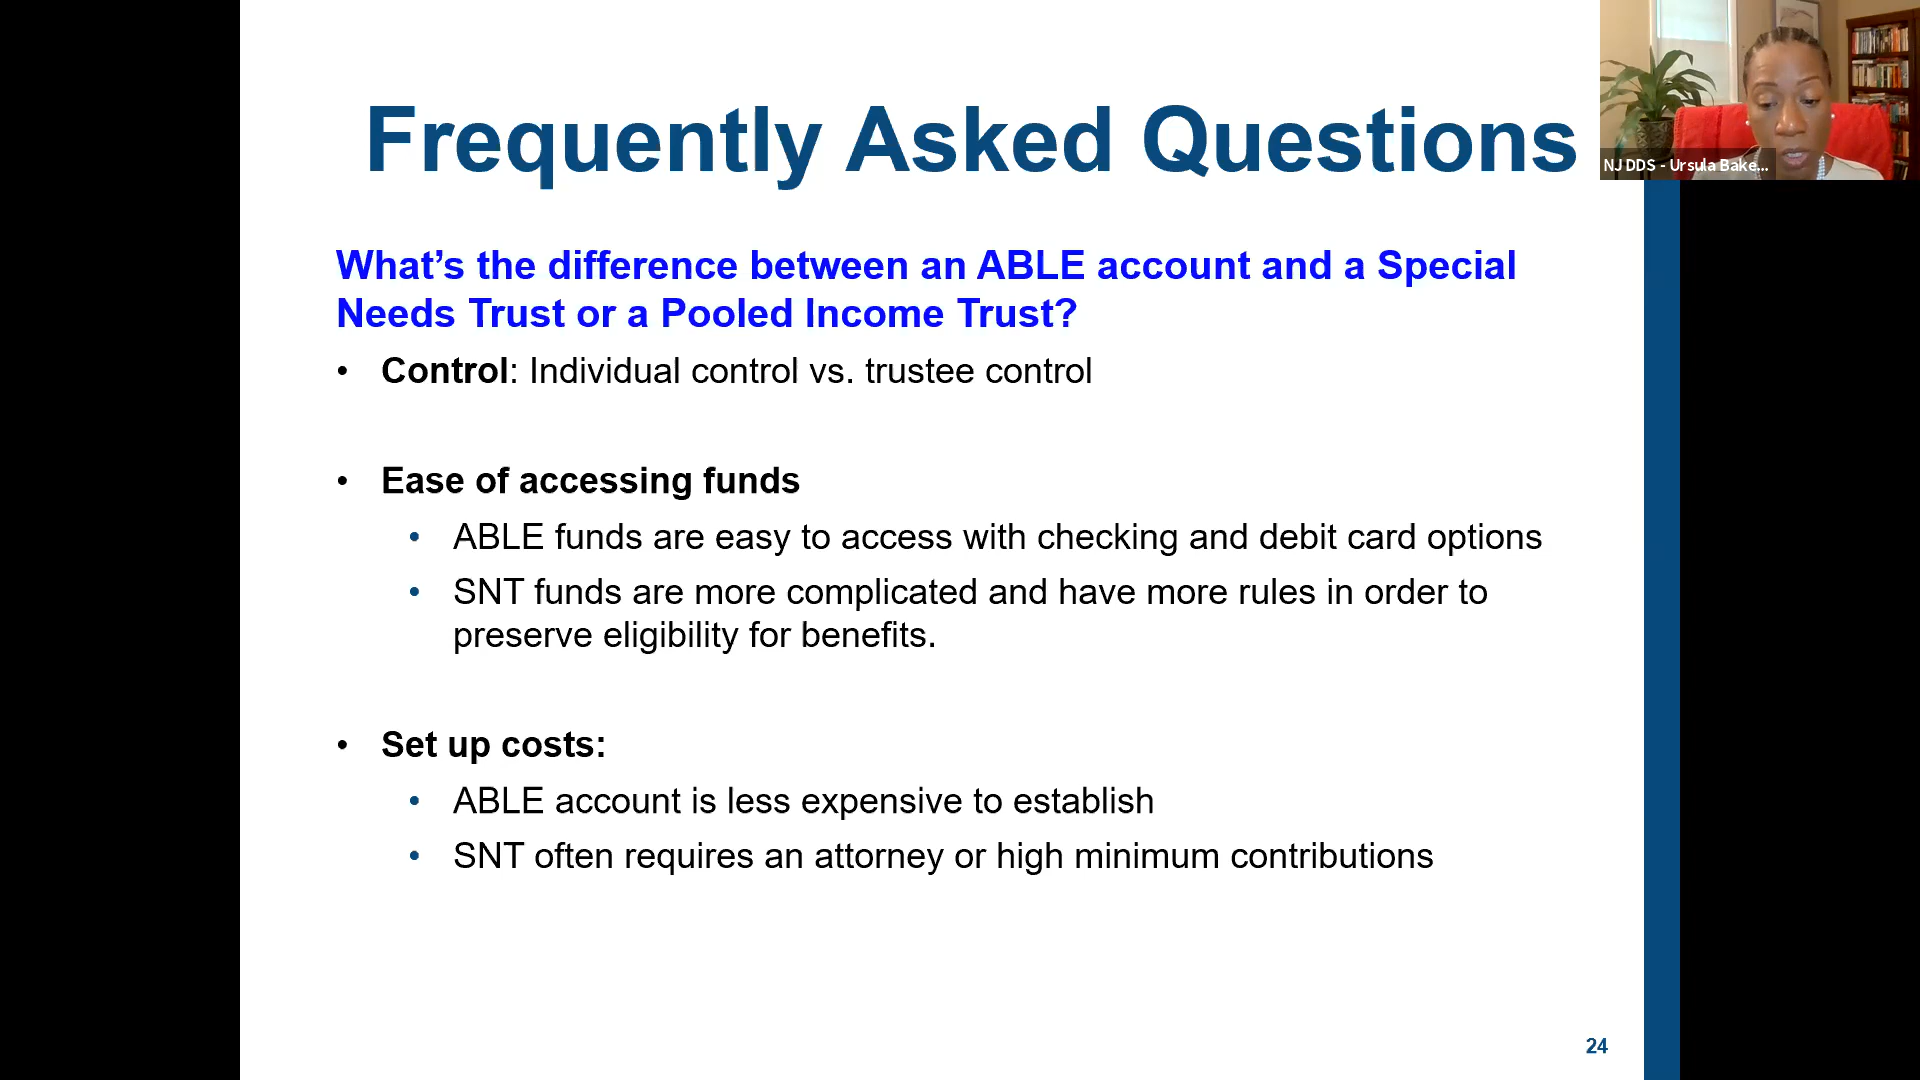 Frequently Asked Questions
NJ DDS - Ursula Bake...
What’s the difference between an ABLE account and a Special
Needs Trust or a Pooled Income Trust?
• Control: Individual control vs. trustee control
• Ease of accessing funds
• ABLE funds are easy to access with checking and debit card options
• SNT funds are more complicated and have more rules in order to
preserve eligibility for benefits.
• Set up costs:
• ABLE account is less expensive to establish
• SNT often requires an attorney or high minimum contributions
24